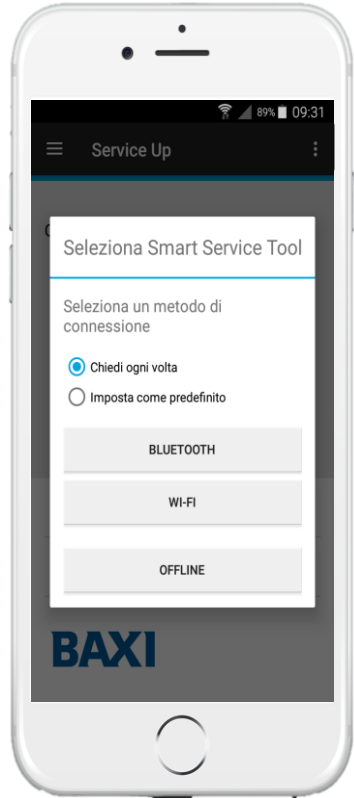 89% 09:31
Service Up
Seleziona Smart Service Tool
Seleziona un metodo di
connessione
Chiedi ogni volta
Imposta come predefinito
BLUETOOTH
WI-FI
OFFLINE
BAXI